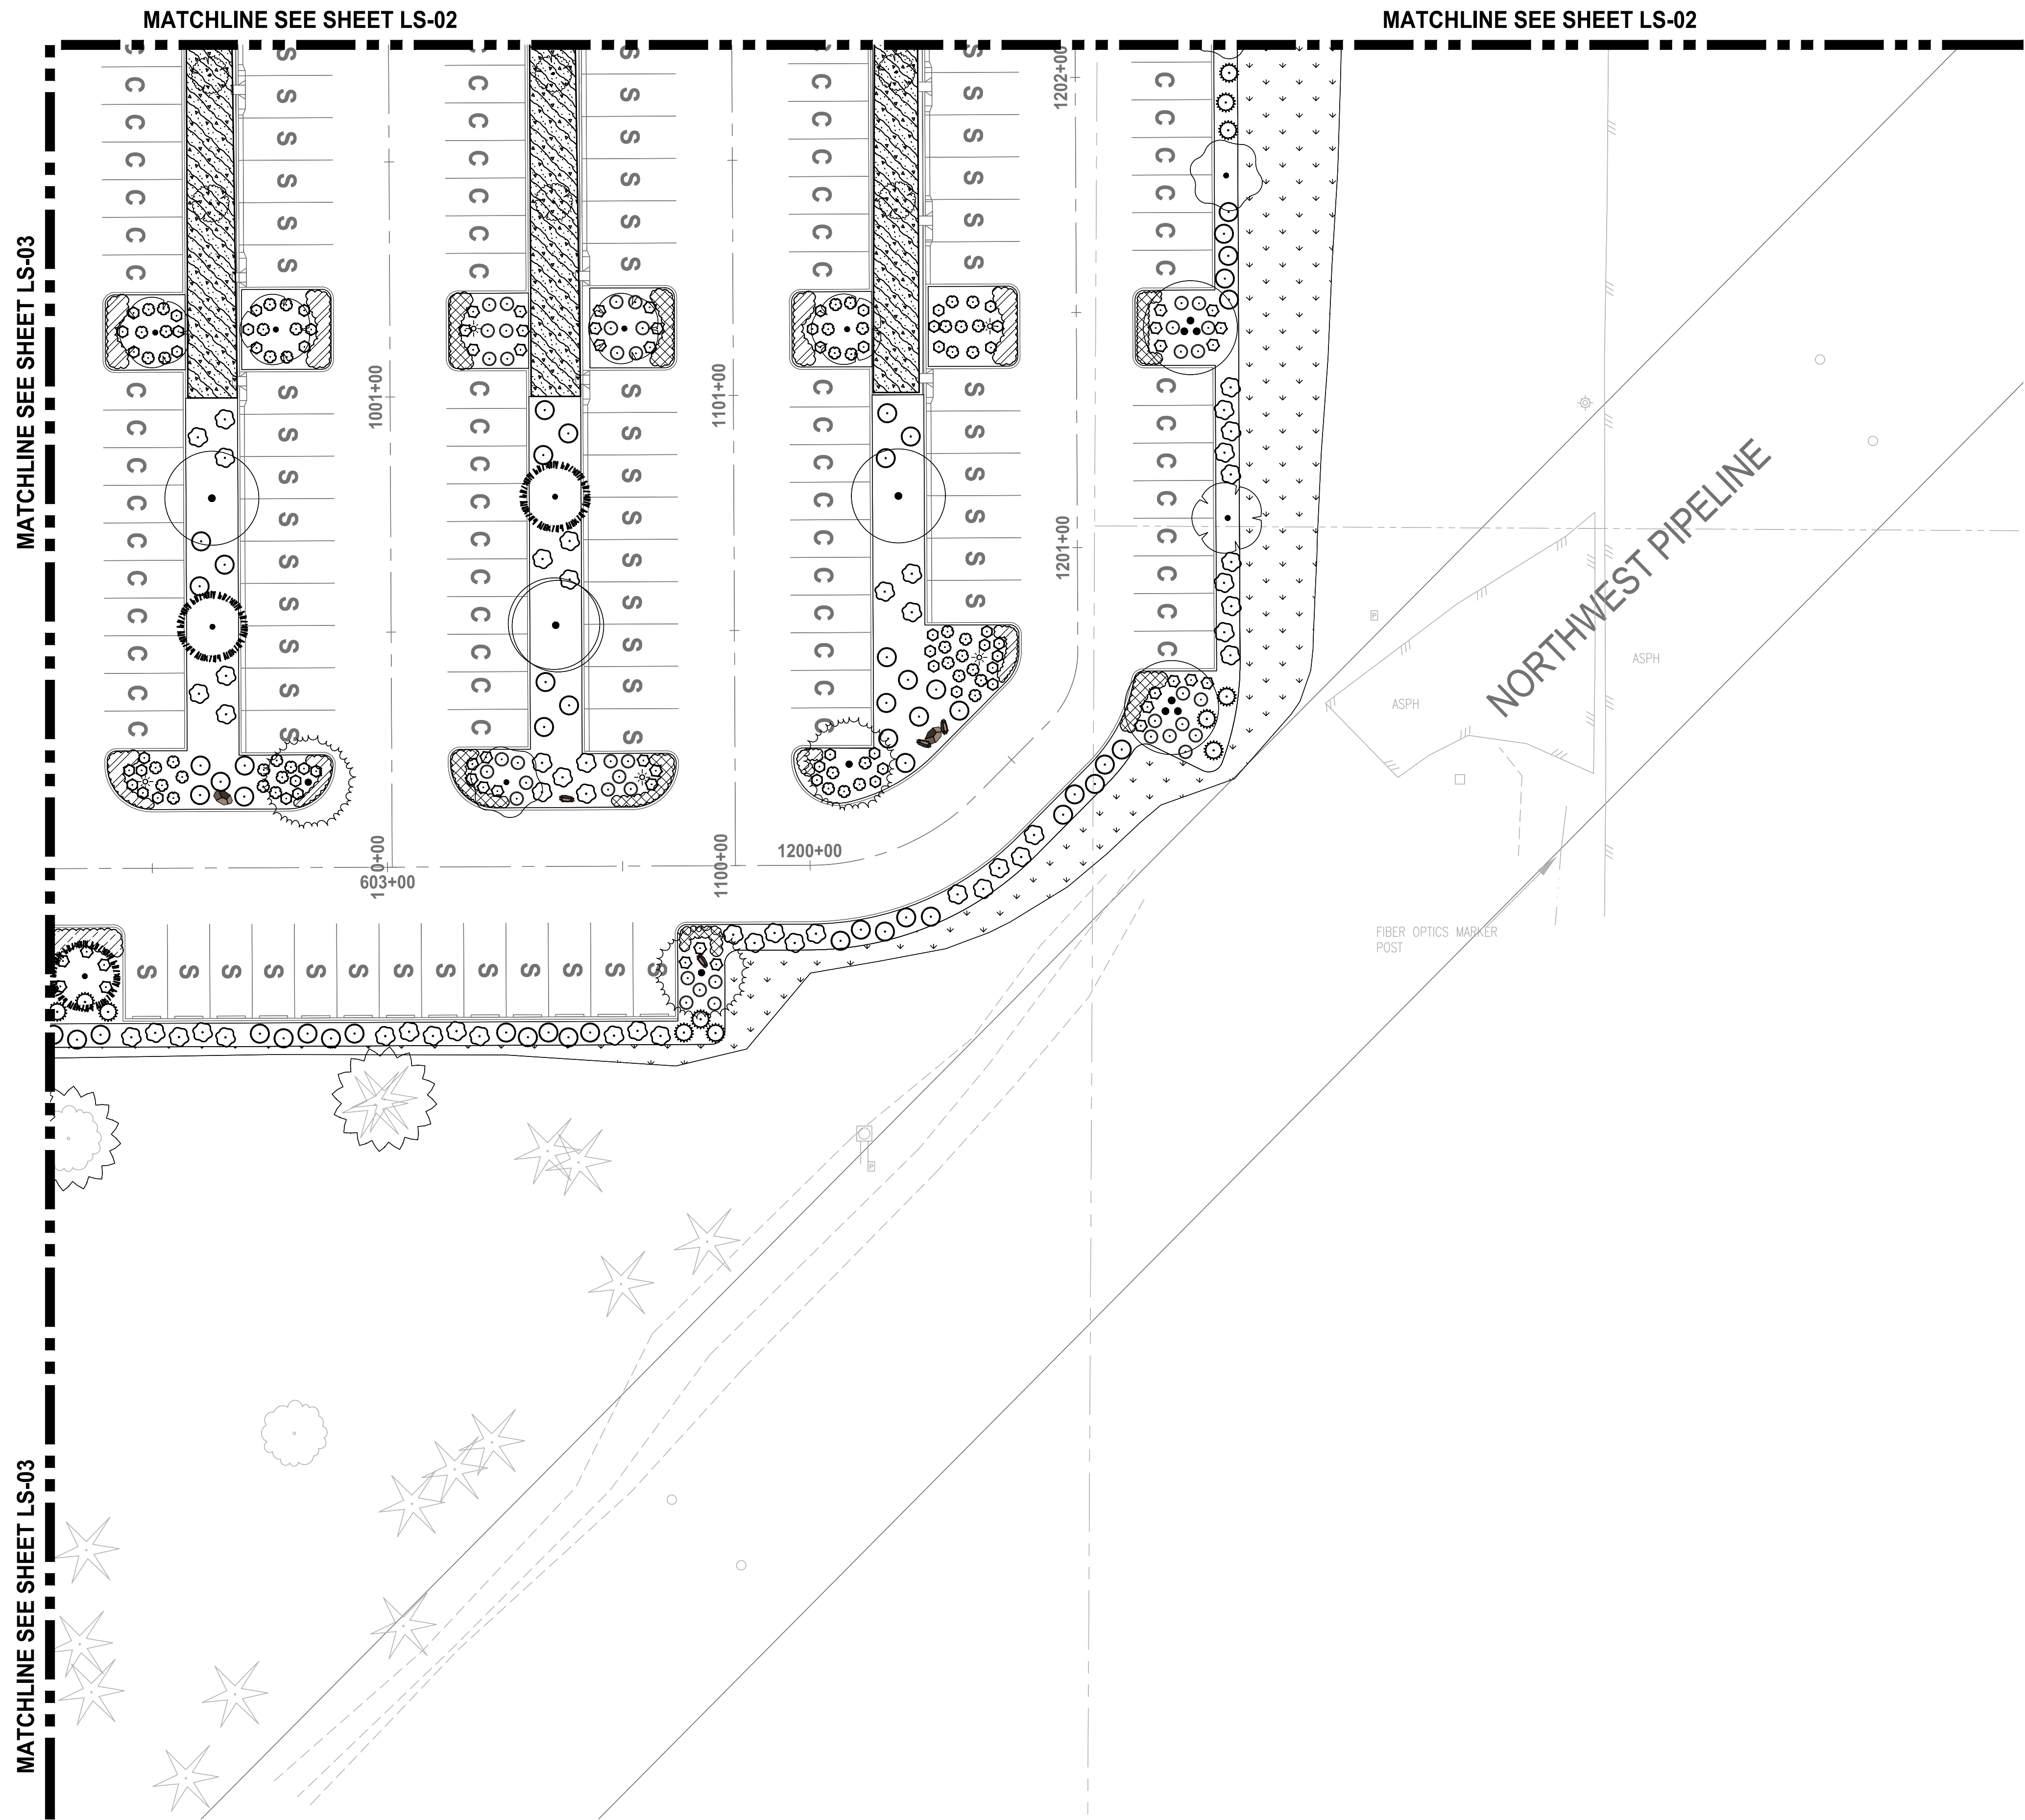 MATCHLINE SEE SHEET LS-02
MATCHLINE SEE SHEET LS-02
MATCHLINE SEE SHEET LS-03
MATCHLINE SEE SHEET LS-03
1202+00
1001+00
1101+00
1201+00
NORTHWEST PIPELINE
P
ASPH
ASPH
1200+00
1100+00
603+00
FIBER OPTICS MARKER
POST
P
C C C C C C
S S S S S S
C C C C C C
S S S S S S
C C C C C C
S S S S S S
C C C C C C
C C C C C C C C C C
S S S S S S S S S
C C C C C C C C C C
S S S S S S S S S
C C C C C C C C C C
S S S S S S
C C C C C C C C
S S S S S S S S S S S S S